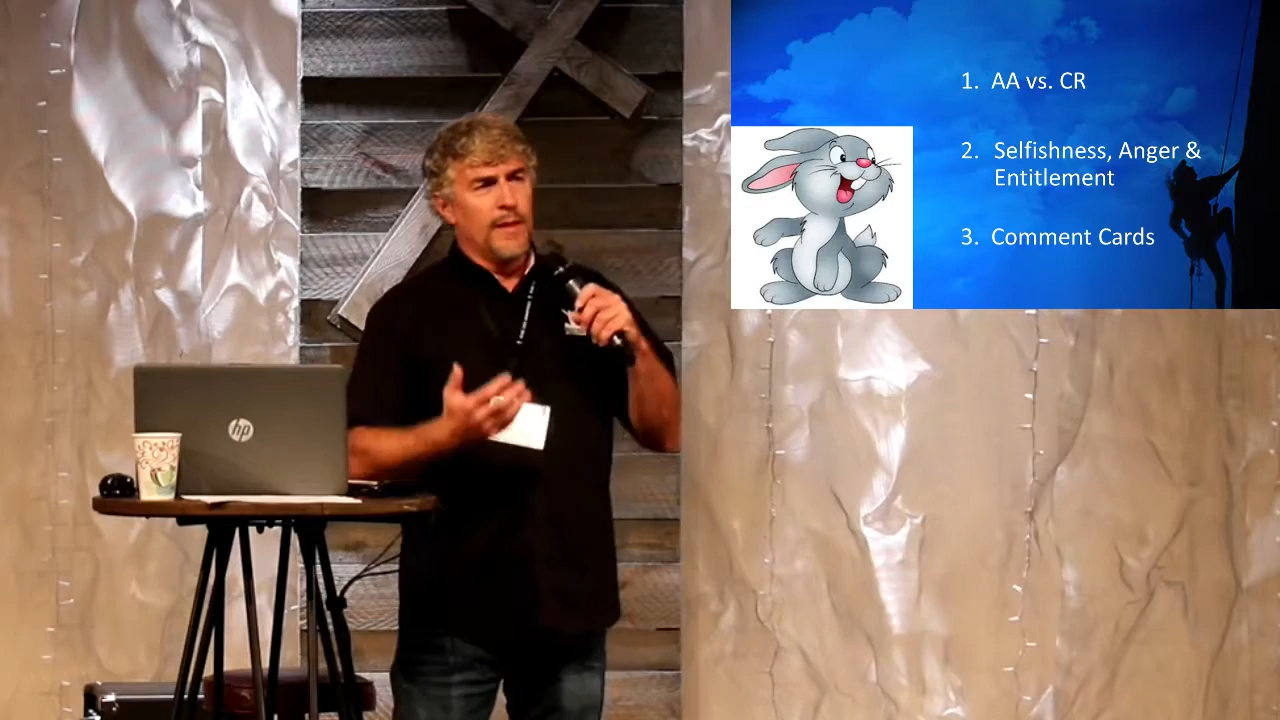 1. AA vs. CR
2. Selfishness, Anger &
Entitlement
3. Comment Cards
hp